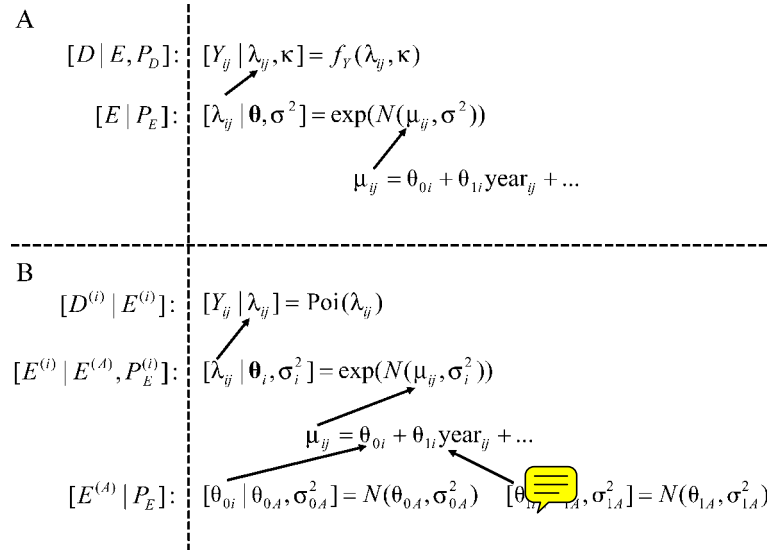 A
[D | E, P_D]: [Y_ij | λ_ij, κ] = f_Y(λ_ij, κ)
[E | P_E]: [λ_ij | θ, σ²] = exp(N(μ_ij, σ²))
μ_ij = θ_0i + θ_1i year_ij + ...
B
[D^(i) | E^(i)]: [Y_ij | λ_ij] = Poi(λ_ij)
[E^(i) | E^(A), P_E^(i)]: [λ_ij | θ_i, σ_i²] = exp(N(μ_ij, σ_i²))
μ_ij = θ_0i + θ_1i year_ij + ...
[E^(A) | P_E]: [θ_0i | θ_0A, σ²_0A] = N(θ_0A, σ²_0A) [θ_1A, σ²_1A] = N(θ_1A, σ²_1A)